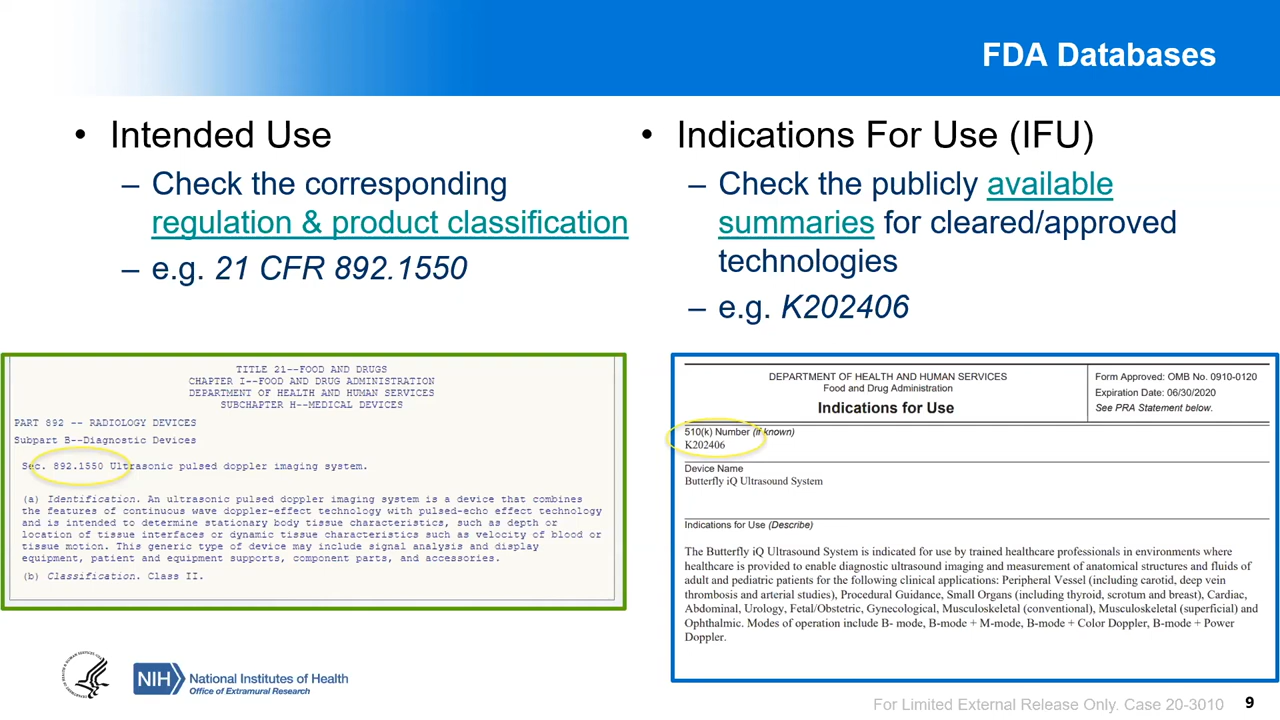 FDA Databases
• Intended Use
– Check the corresponding
regulation & product classification
– e.g. 21 CFR 892.1550
• Indications For Use (IFU)
– Check the publicly available
summaries for cleared/approved
technologies
– e.g. K202406
TITLE 21--FOOD AND DRUGS
CHAPTER I--FOOD AND DRUG ADMINISTRATION
DEPARTMENT OF HEALTH AND HUMAN SERVICES
SUBCHAPTER H--MEDICAL DEVICES
PART 892 -- RADIOLOGY DEVICES
Subpart B--Diagnostic Devices
Sec. 892.1550 Ultrasonic pulsed doppler imaging system.
(a) Identification. An ultrasonic pulsed doppler imaging system is a device that combines
the features of continuous wave doppler-effect technology with pulsed-echo effect technology
and is intended to determine stationary body tissue characteristics, such as depth or
location of tissue interfaces or dynamic tissue characteristics such as velocity of blood or
tissue motion. This generic type of device may include signal analysis and display
equipment, patient and equipment supports, component parts, and accessories.
(b) Classification. Class II.
DEPARTMENT OF HEALTH AND HUMAN SERVICES
Food and Drug Administration
Indications for Use
Form Approved: OMB No. 0910-0120
Expiration Date: 06/30/2020
See PRA Statement below.
510(k) Number (if known)
K202406
Device Name
Butterfly iQ Ultrasound System
Indications for Use (Describe)
The Butterfly iQ Ultrasound System is indicated for use by trained healthcare professionals in environments where
healthcare is provided to enable diagnostic ultrasound imaging and measurement of anatomical structures and fluids of
adult and pediatric patients for the following clinical applications: Peripheral Vessel (including carotid, deep vein
thrombosis and arterial studies), Procedural Guidance, Small Organs (including thyroid, scrotum and breast), Cardiac,
Abdominal, Urology, Fetal/Obstetric, Gynecological, Musculoskeletal (conventional), Musculoskeletal (superficial) and
Ophthalmic. Modes of operation include B- mode, B-mode + M-mode, B-mode + Color Doppler, B-mode + Power
Doppler.
NIH National Institutes of Health
Office of Extramural Research
For Limited External Release Only. Case 20-3010
9